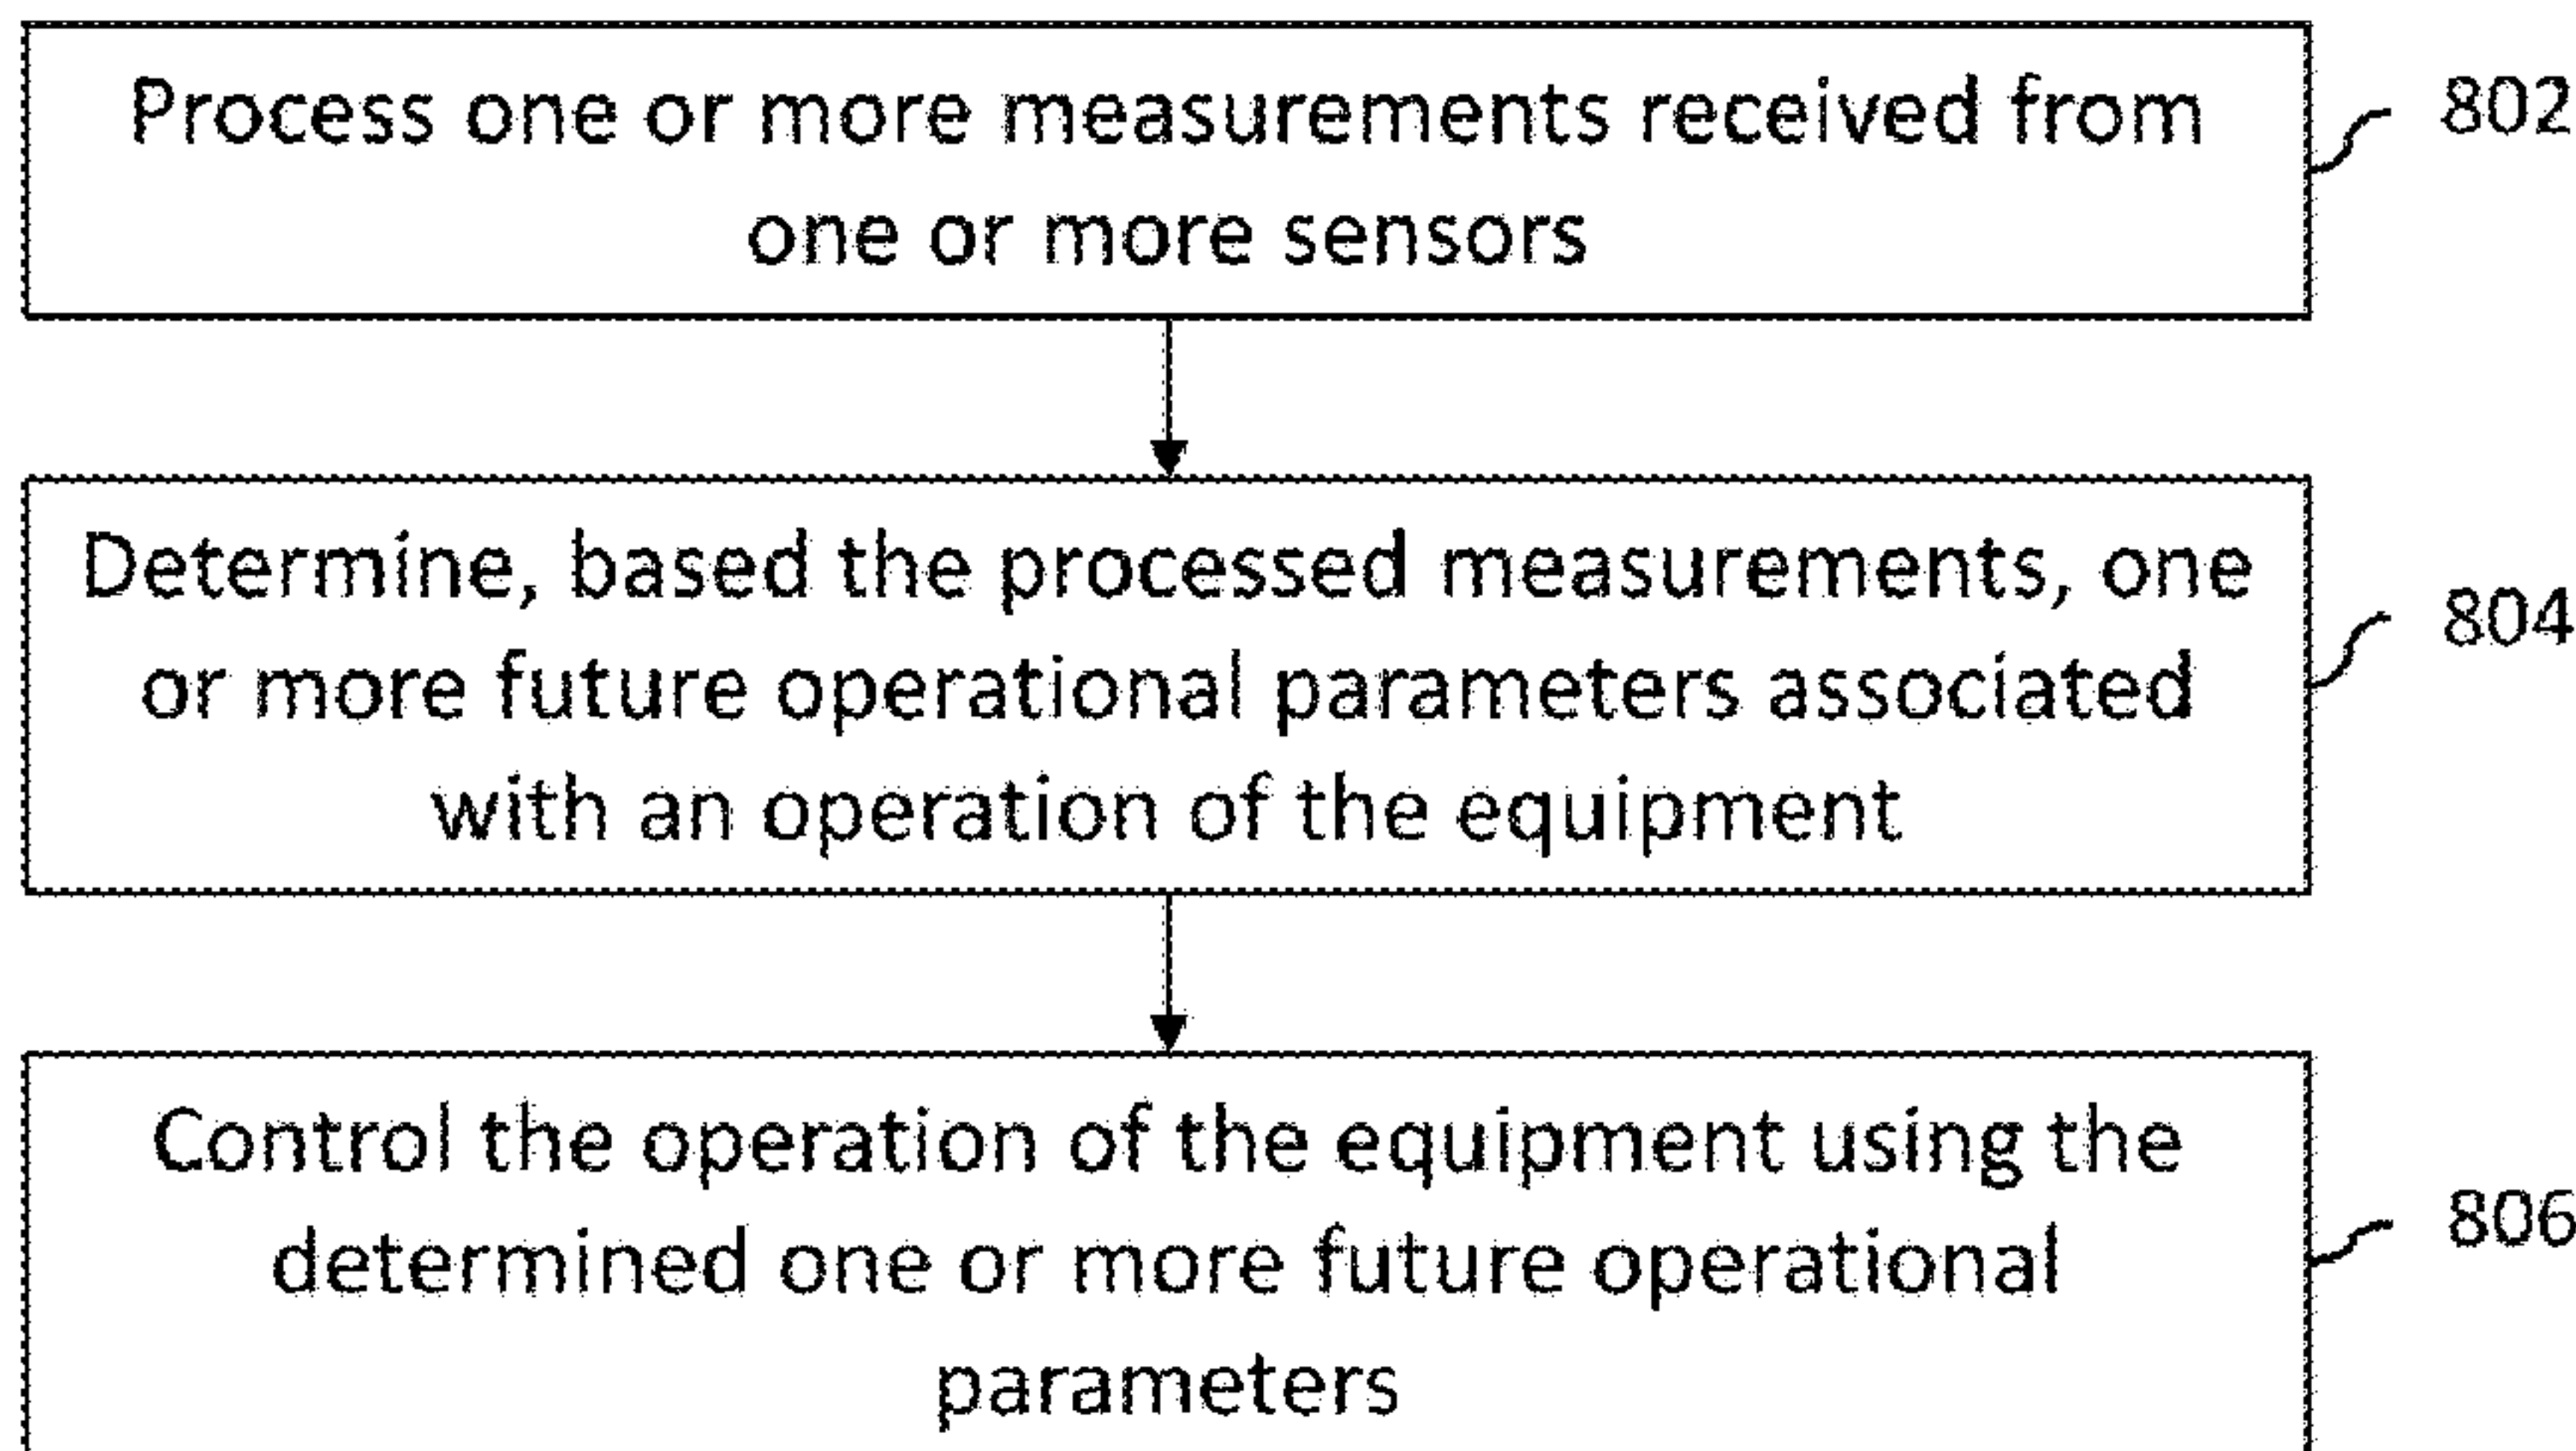 Process one or more measurements received from
802
one or more sensors
Determine, based the processed measurements, one
804
or more future operational parameters associated
with an operation of the equipment
Control the operation of the equipment using the
806
determined one or more future operational
parameters